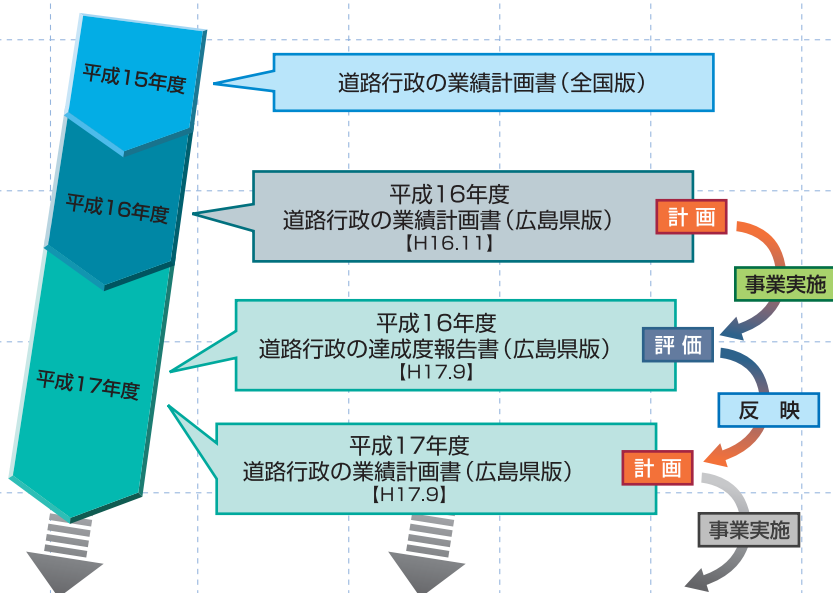 平成15年度
道路行政の業績計画書（全国版）
平成16年度
平成16年度
道路行政の業績計画書（広島県版）
【H16.11】
計画
事業実施
平成16年度
道路行政の達成度報告書（広島県版）
【H17.9】
評価
平成17年度
反　映
平成17年度
道路行政の業績計画書（広島県版）
【H17.9】
計画
事業実施